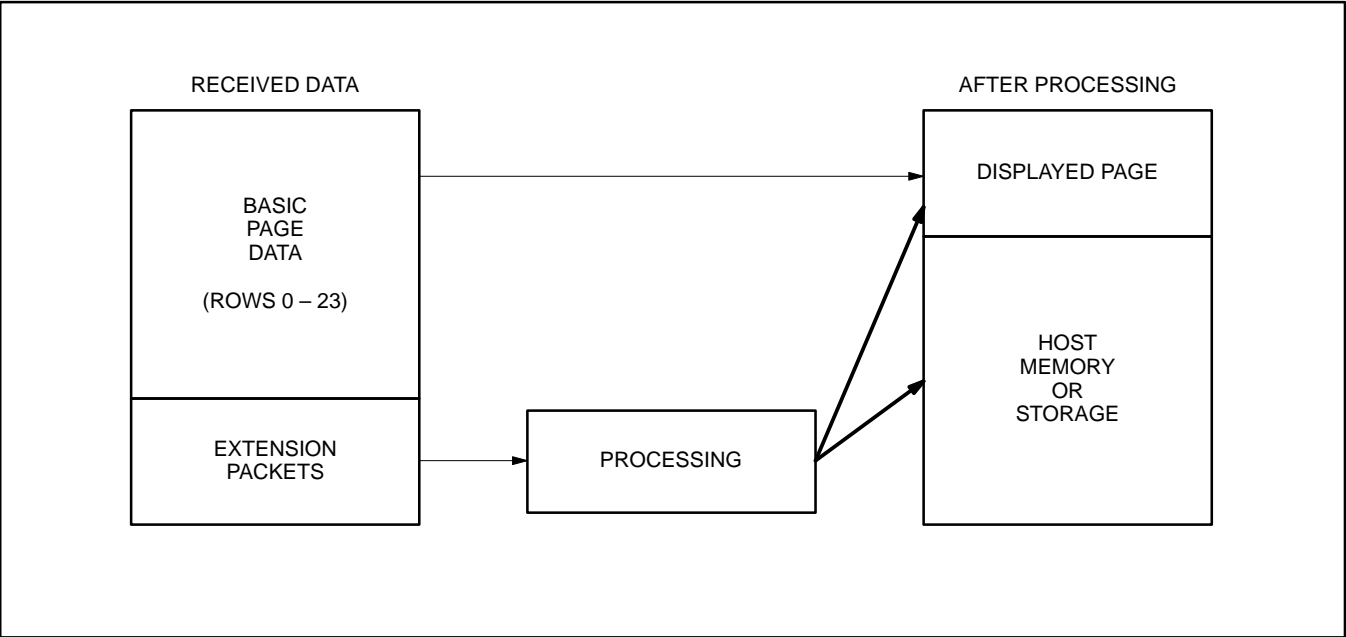 RECEIVED DATA
AFTER PROCESSING
BASIC
PAGE
DATA
(ROWS 0 – 23)
EXTENSION
PACKETS
PROCESSING
DISPLAYED PAGE
HOST
MEMORY
OR
STORAGE